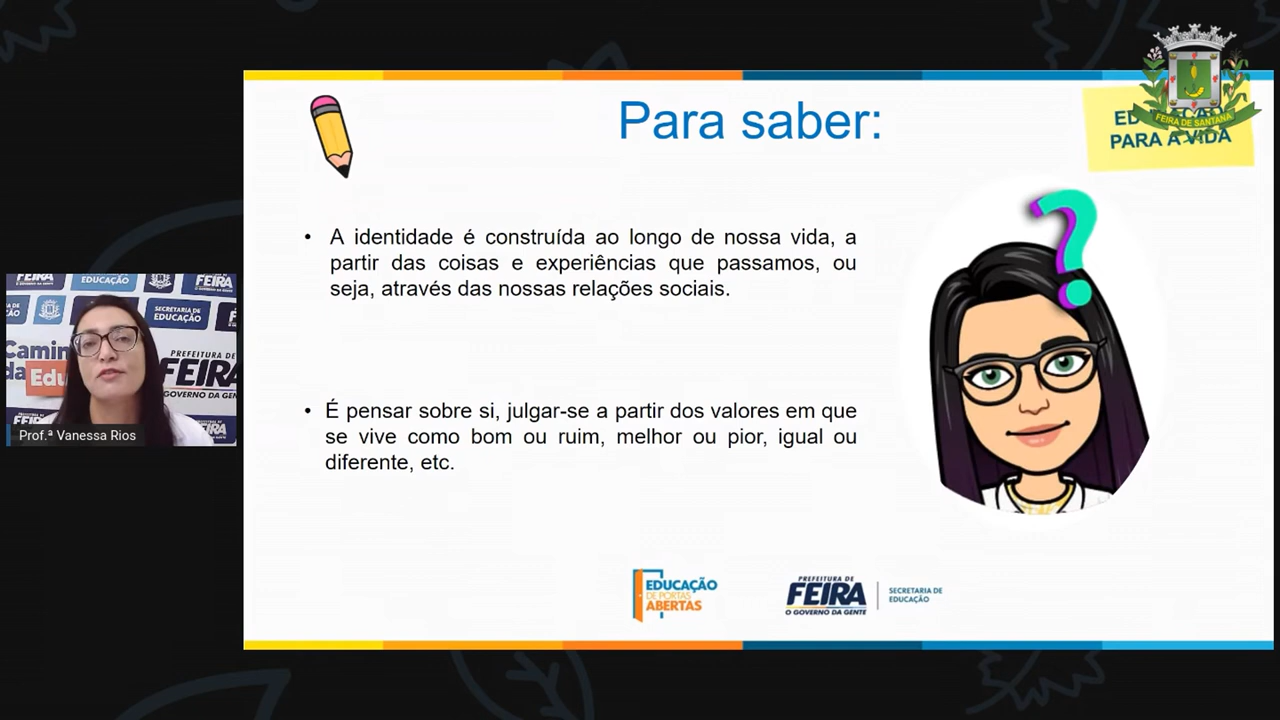 Para saber:
EDUCAÇÃO
PARA A VIDA
FEIRA DE SANTANA
• A identidade é construída ao longo de nossa vida, a
partir das coisas e experiências que passamos, ou
seja, através das nossas relações sociais.
• É pensar sobre si, julgar-se a partir dos valores em que
se vive como bom ou ruim, melhor ou pior, igual ou
diferente, etc.
FEIRA
EDUCAÇÃO
FEIRA
SECRETARIA DE
EDUCAÇÃO
Camin
da
Edu
PREFEITURA DE
FEIRA
GOVERNO DA GENTE
Prof.ª Vanessa Rios
EDUCAÇÃO
DE PORTAS
ABERTAS
PREFEITURA DE
FEIRA
O GOVERNO DA GENTE
SECRETARIA DE
EDUCAÇÃO